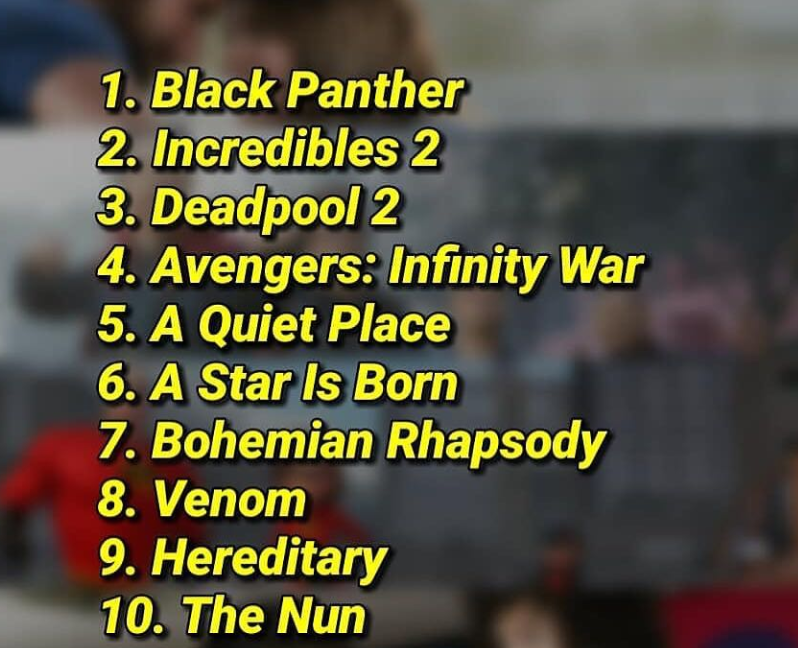 1. Black Panther
2. Incredibles 2
3. Deadpool 2
4. Avengers: Infinity War
5. A Quiet Place
6. A Star Is Born
7. Bohemian Rhapsody
8. Venom
9. Hereditary
10. The Nun